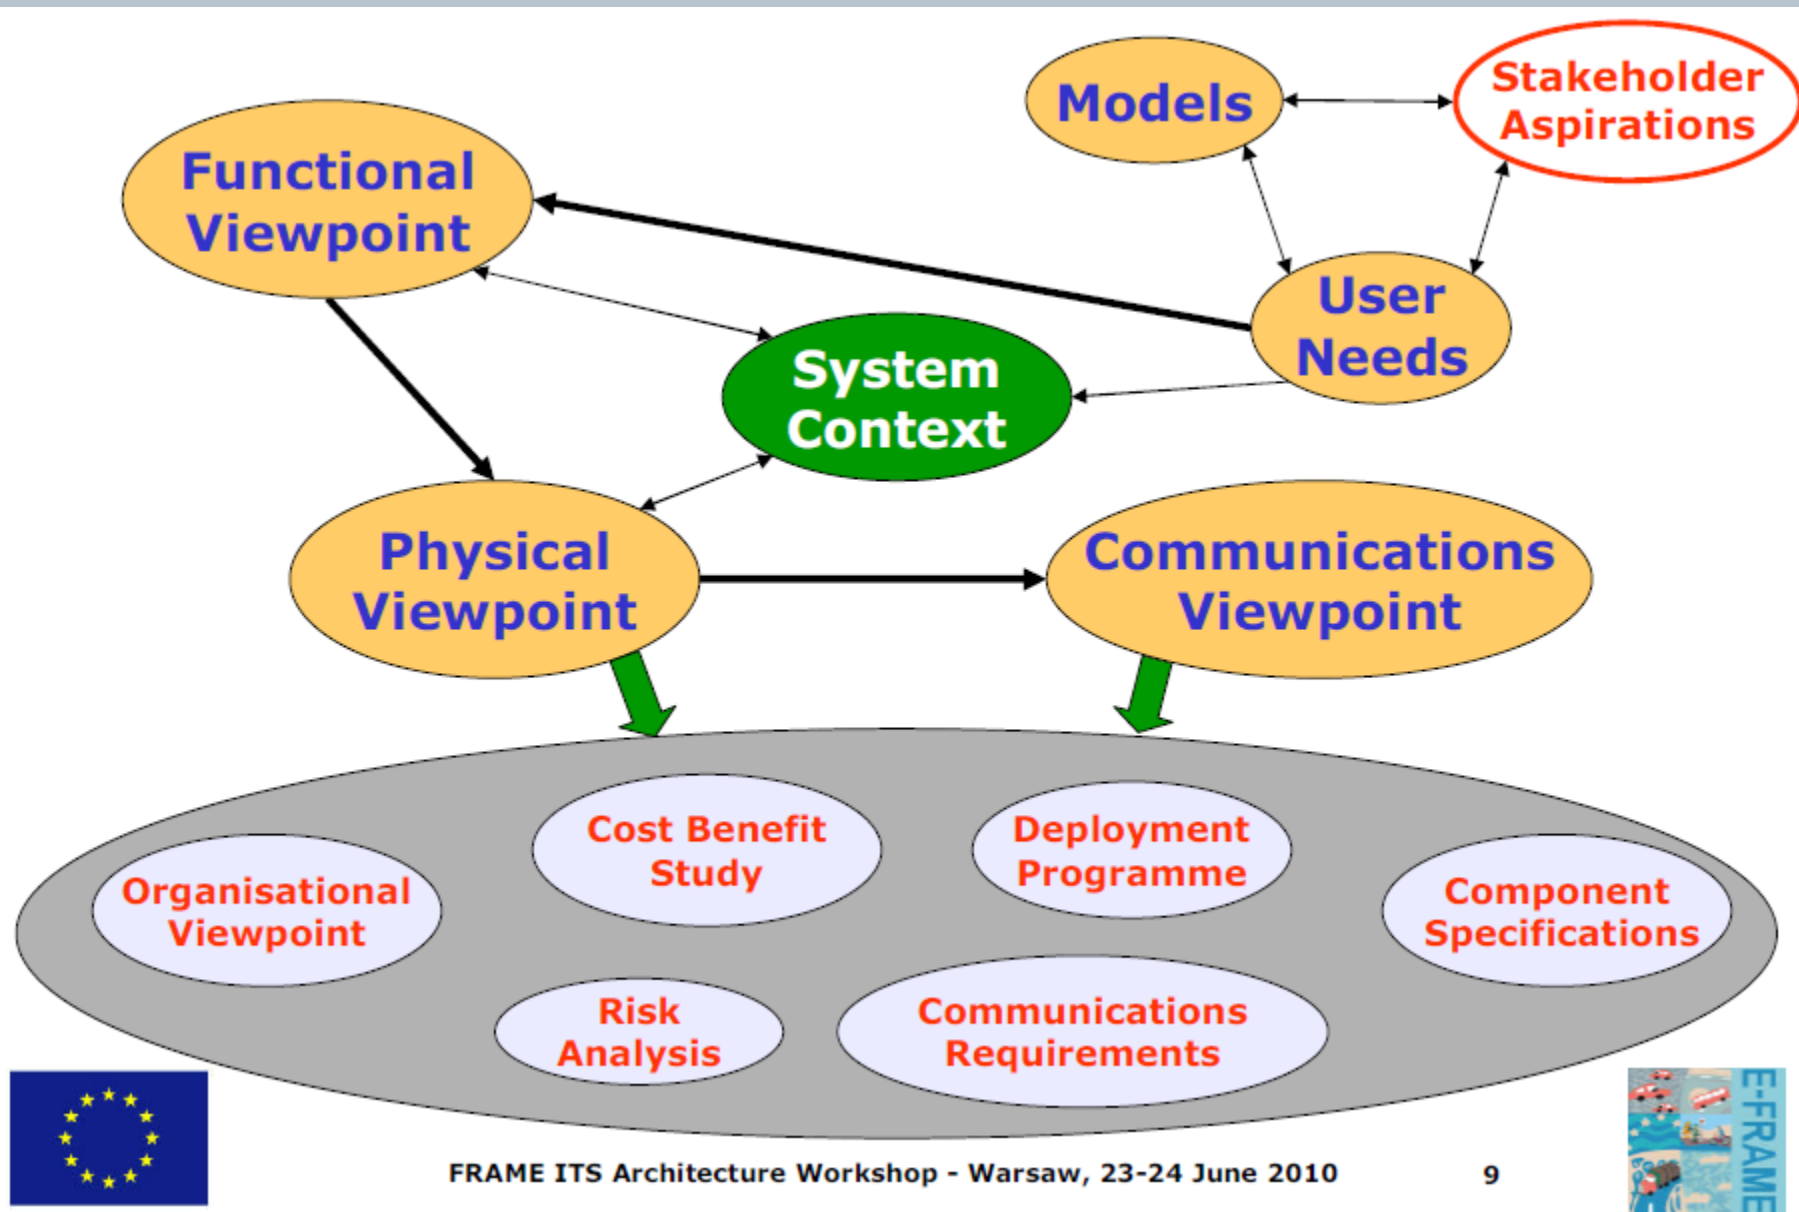 Stakeholder
Aspirations
Models
Functional
Viewpoint
User
Needs
System
Context
Physical
Viewpoint
Communications
Viewpoint
Cost Benefit
Study
Deployment
Programme
Organisational
Viewpoint
Component
Specifications
Risk
Analysis
Communications
Requirements
FRAME ITS Architecture Workshop - Warsaw, 23-24 June 2010
9
E-FRAME